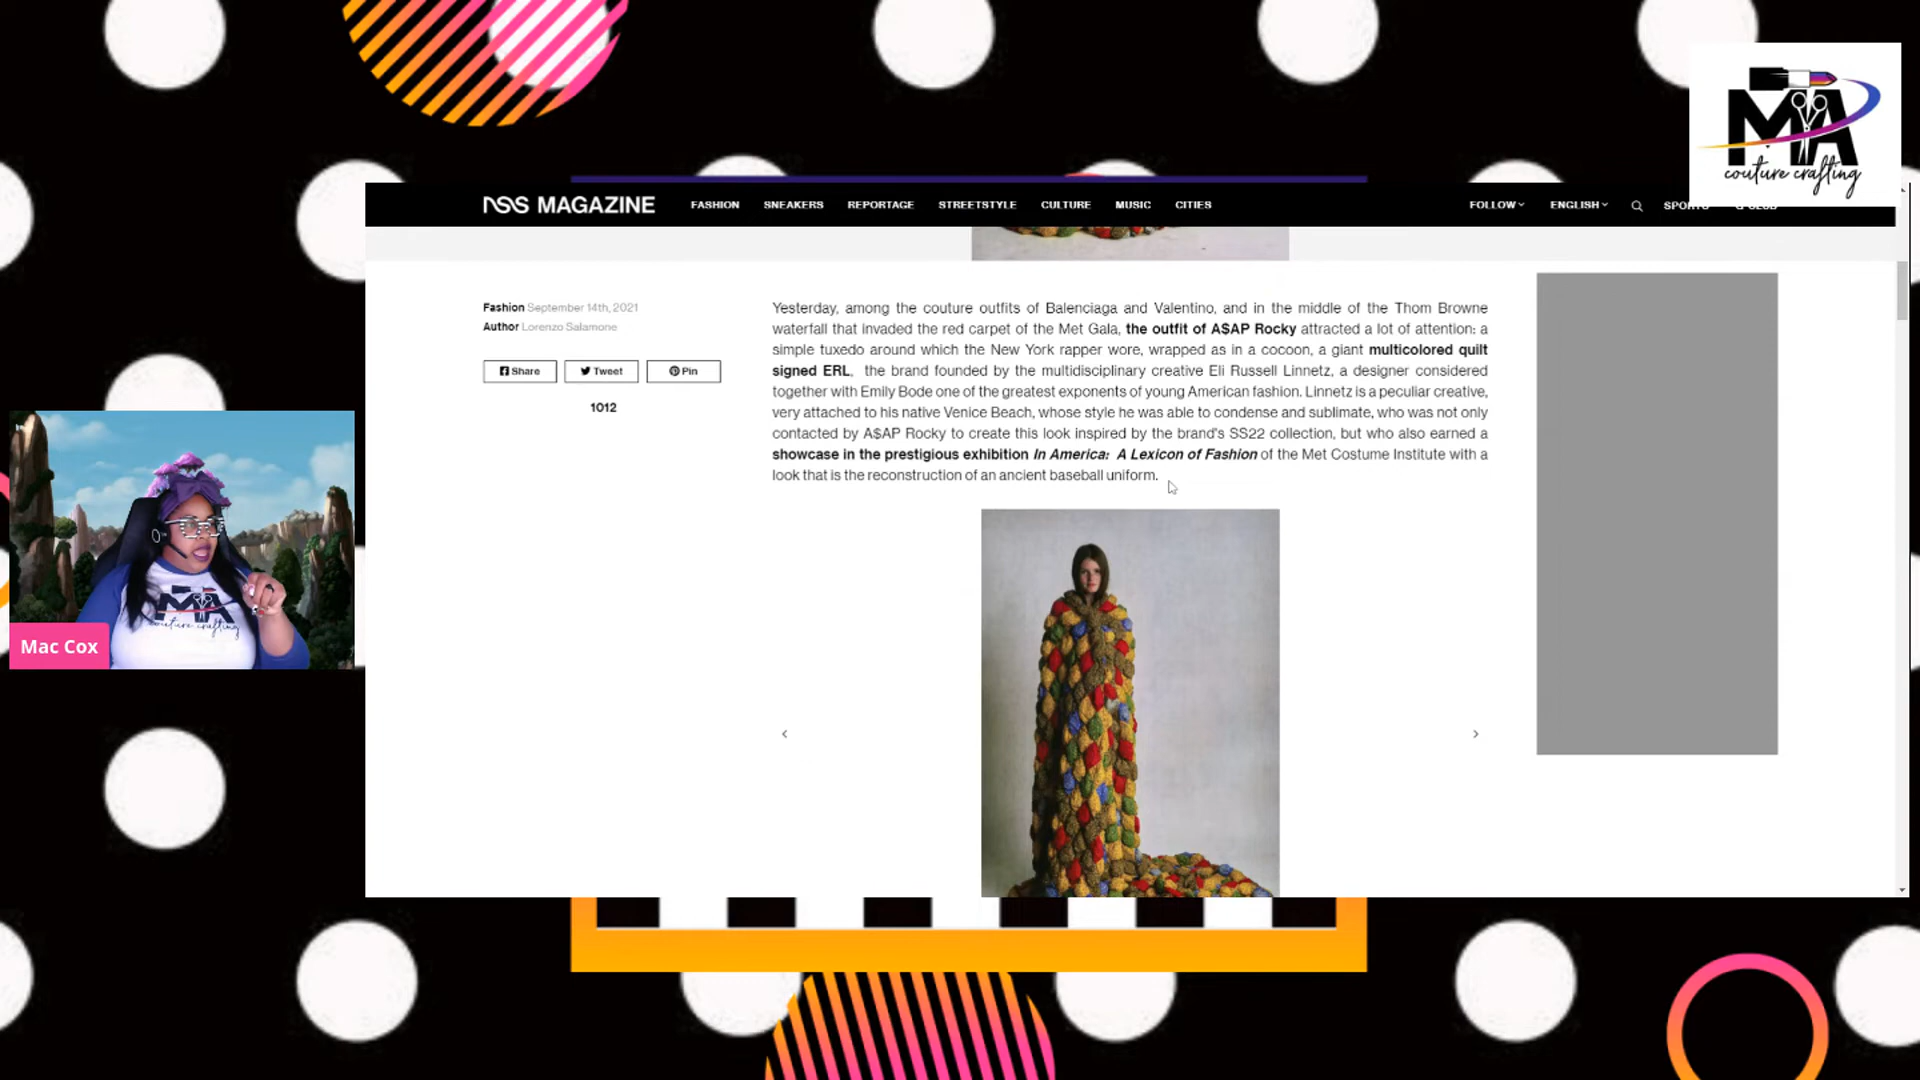 MA
couture crafting
NSS MAGAZINE FASHION SNEAKERS REPORTAGE STREETSTYLE CULTURE MUSIC CITIES FOLLOW ENGLISH SPORTS
Fashion September 14th, 2021
Author Lorenzo Salamone
Share Tweet Pin
1012
Yesterday, among the couture outfits of Balenciaga and Valentino, and in the middle of the Thom Browne
waterfall that invaded the red carpet of the Met Gala, the outfit of A$AP Rocky attracted a lot of attention: a
simple tuxedo around which the New York rapper wore, wrapped as in a cocoon, a giant multicolored quilt
signed ERL, the brand founded by the multidisciplinary creative Eli Russell Linnetz, a designer considered
together with Emily Bode one of the greatest exponents of young American fashion. Linnetz is a peculiar creative,
very attached to his native Venice Beach, whose style he was able to condense and sublimate, who was not only
contacted by A$AP Rocky to create this look inspired by the brand's SS22 collection, but who also earned a
showcase in the prestigious exhibition In America: A Lexicon of Fashion of the Met Costume Institute with a
look that is the reconstruction of an ancient baseball uniform.
MA
couture crafting
Mac Cox